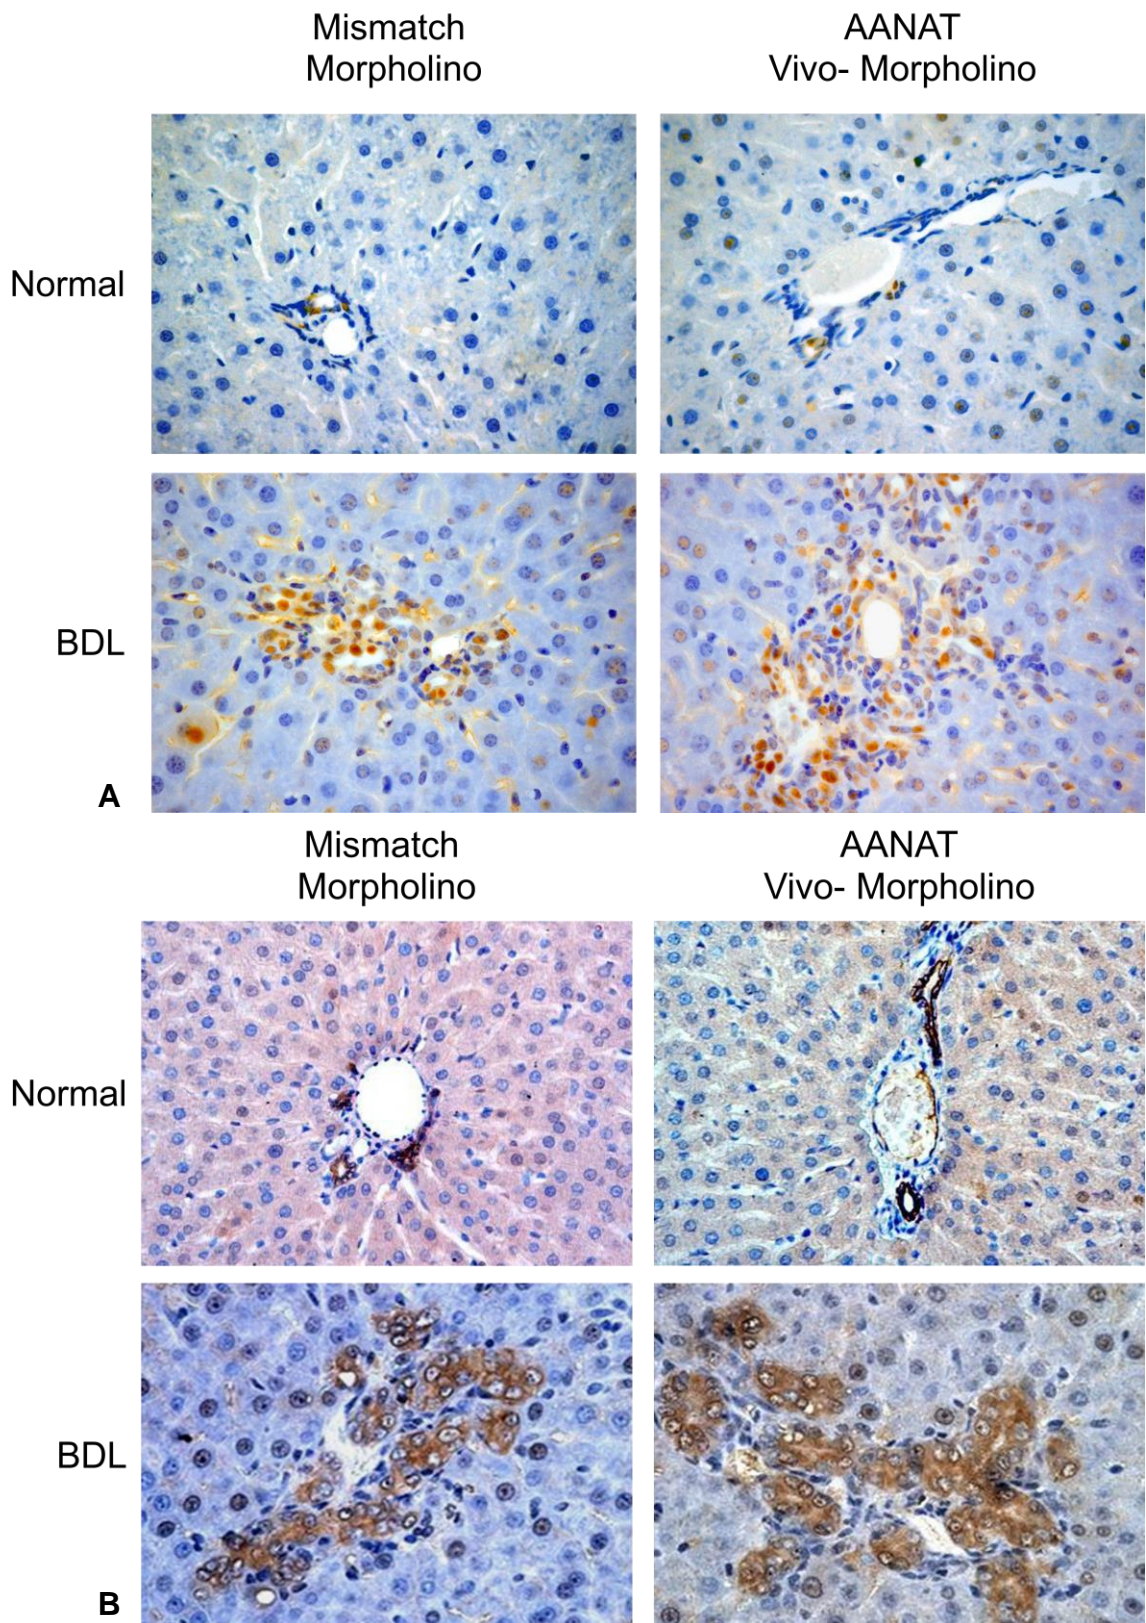 Mismatch
Morpholino
AANAT
Vivo- Morpholino
Normal
BDL
A
Mismatch
Morpholino
AANAT
Vivo- Morpholino
Normal
BDL
B